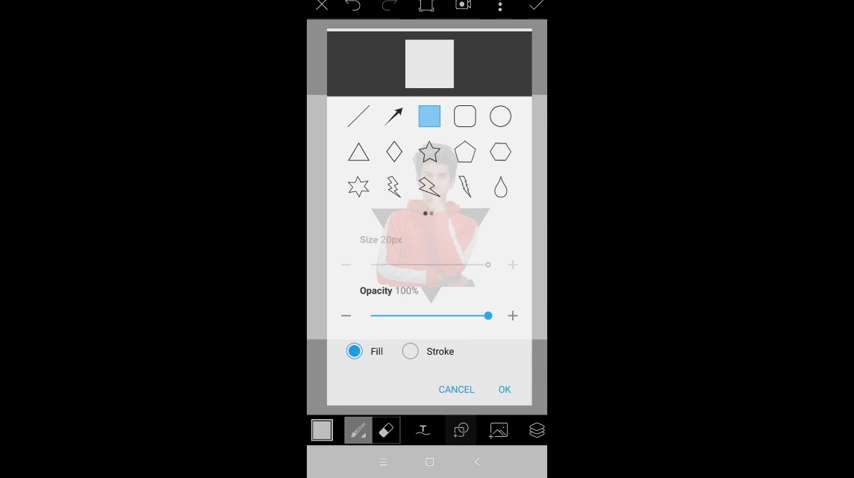 Size 20px
Opacity 100%
Fill Stroke
CANCEL OK
T